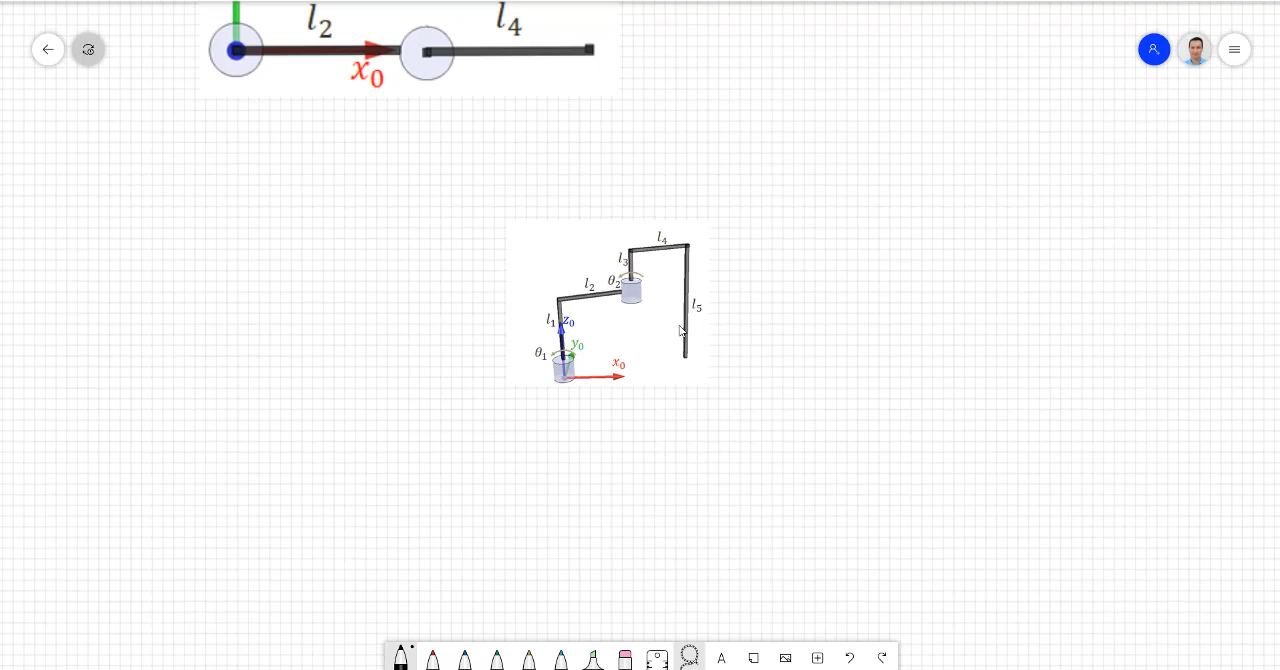 l₂ l₄
x₀
l₄
l₃
l₂ θ₂
l₅
l₁ z₀
y₀
θ₁
x₀
A